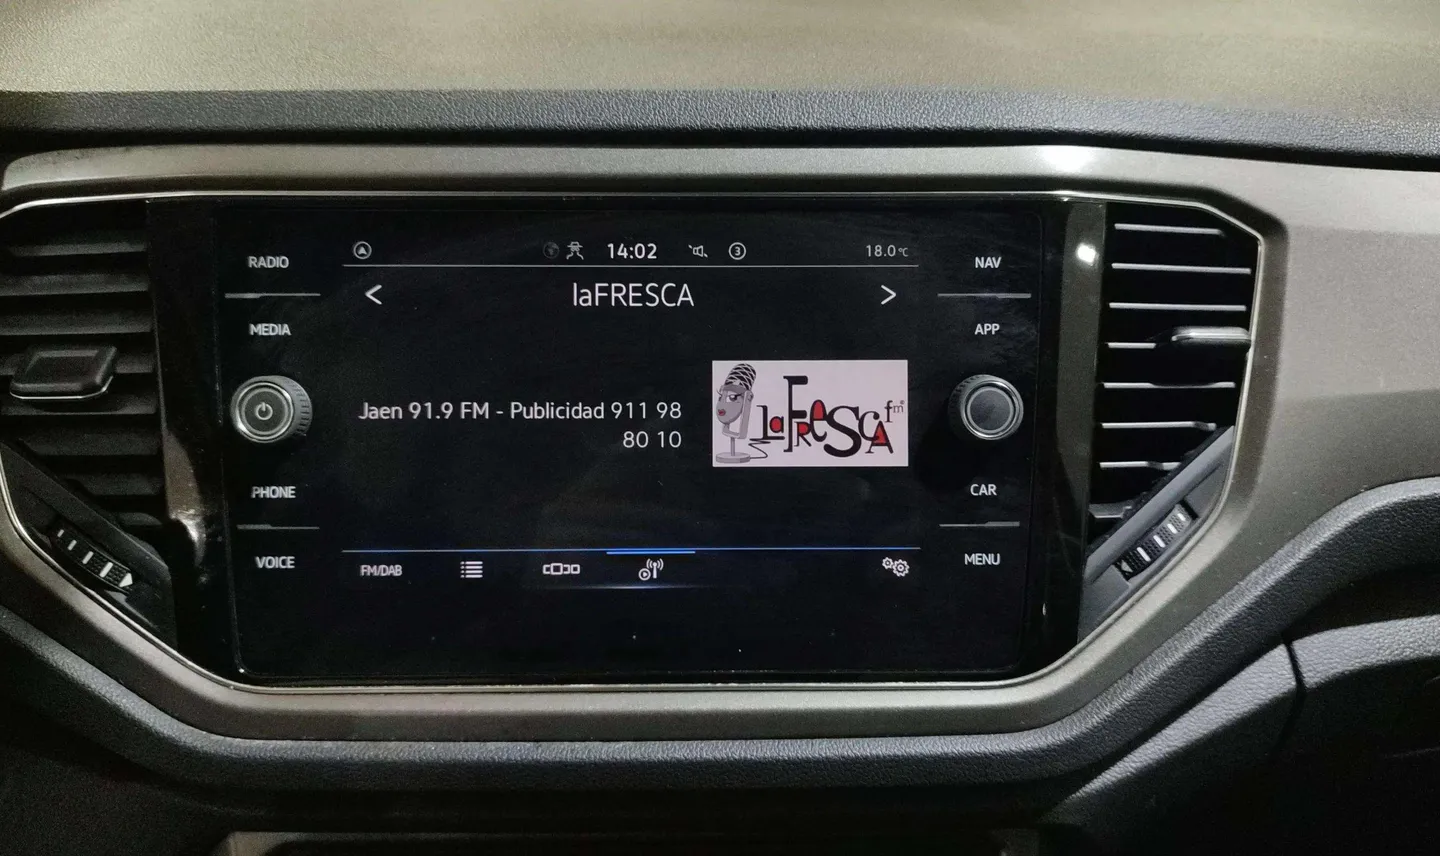 RADIO
MEDIA
PHONE
VOICE
14:02
3
18.0°C
< laFRESCA >
Jaen 91.9 FM - Publicidad 911 98
80 10
laFRESCA fm
FM/DAB
NAV
APP
CAR
MENU